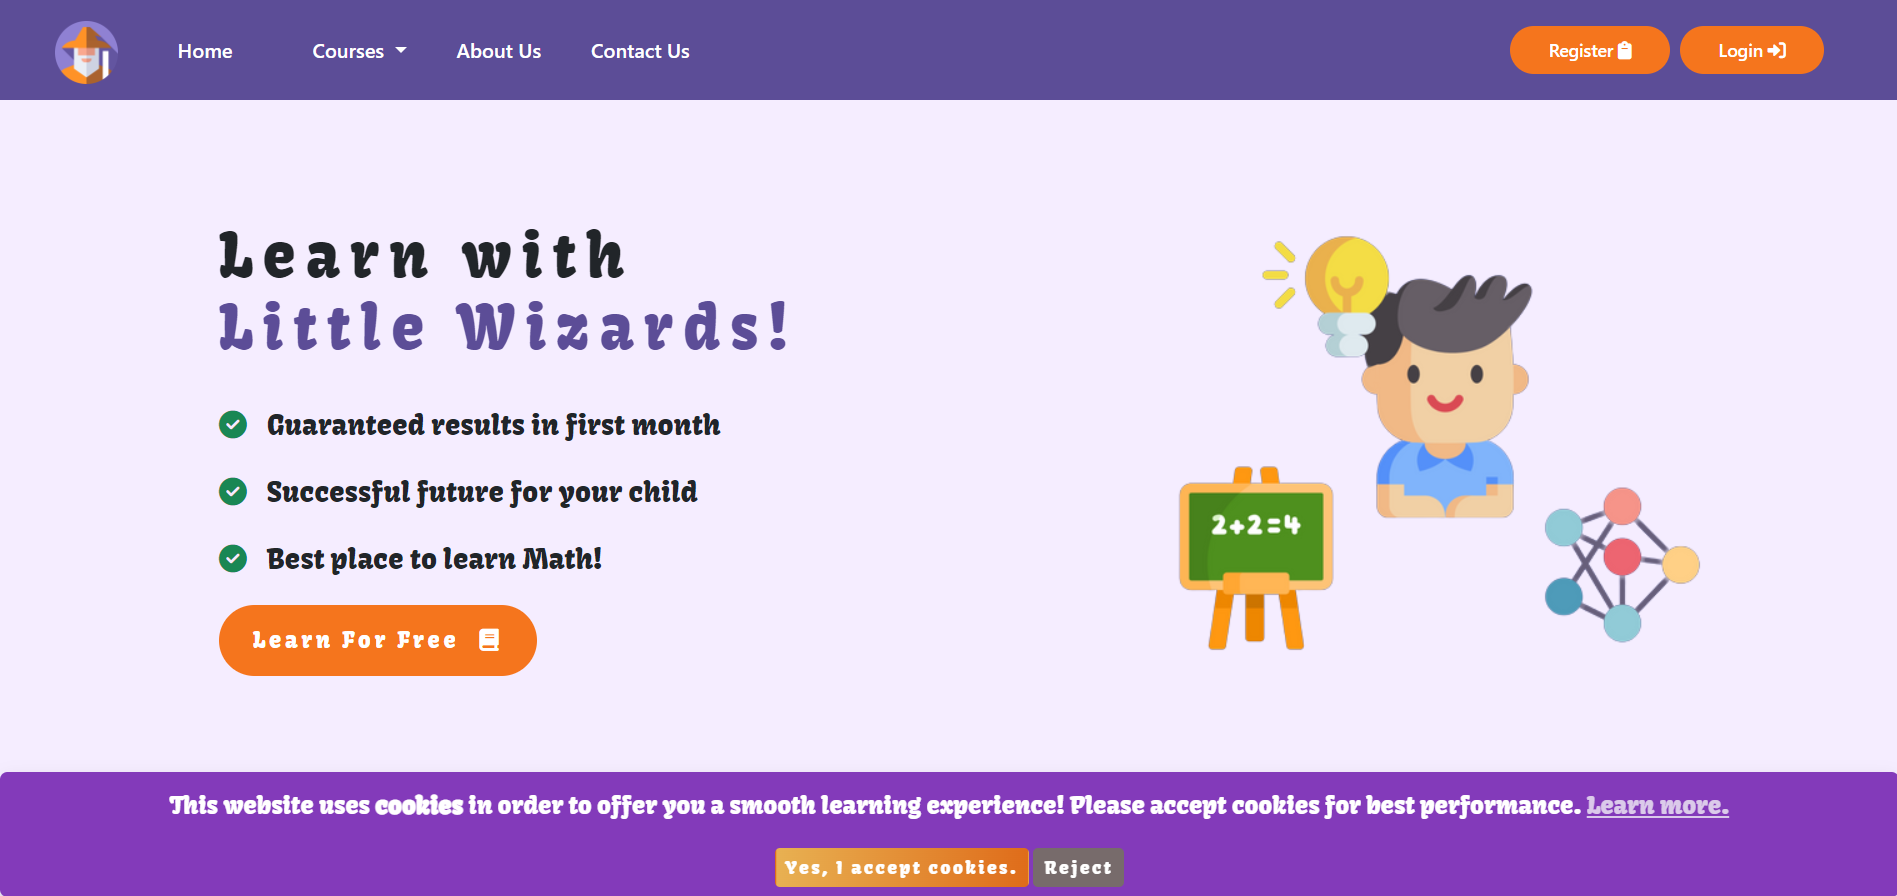 Home
Courses
About Us
Contact Us
Register
Login
Learn with
Little Wizards!
Guaranteed results in first month
Successful future for your child
Best place to learn Math!
Learn For Free
2+2=4
This website uses cookies in order to offer you a smooth learning experience! Please accept cookies for best performance. Learn more.
Yes, I accept cookies.
Reject